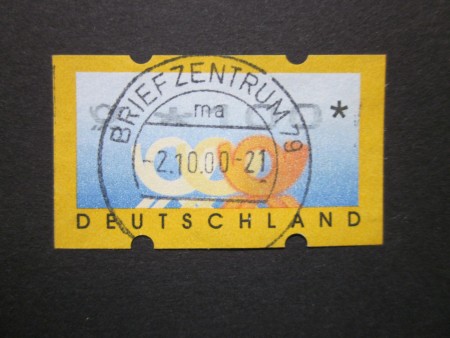 BRIEFZENTRUM 79
ma
*
-2.10.00-21
DEUTSCHLAND